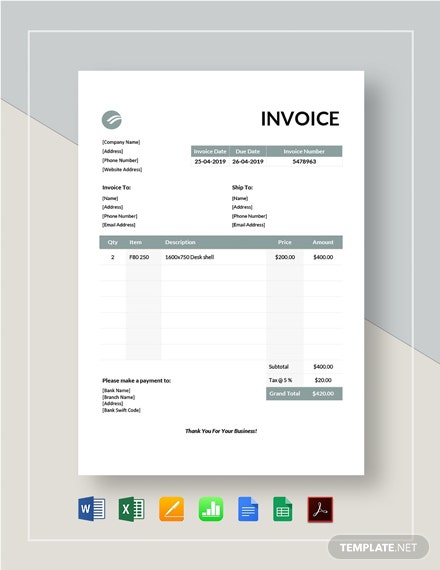 INVOICE
[Company Name]
[Address]
[Phone Number]
[Website Address]
Invoice Date Due Date Invoice Number
25-04-2019 26-04-2019 5478963
Invoice To:
[Name]
[Address]
[Phone Number]
[Email Address]
Ship To:
[Name]
[Address]
[Phone Number]
[Email Address]
Qty Item Description Price Amount
2 FB0 250 1600x750 Desk shell $200.00 $400.00
Subtotal $400.00
Tax @ 5 % $20.00
Grand Total $420.00
Please make a payment to:
[Bank Name]
[Branch Name]
[Address]
[Bank Swift Code]
Thank You For Your Business!
W X
TEMPLATE.NET